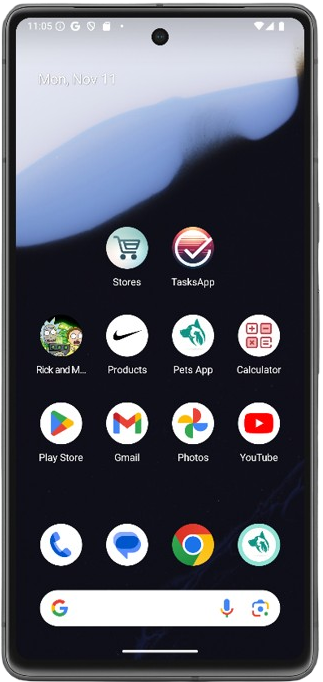 11:05
Mon, Nov 11
Stores TasksApp
Rick and M... Products Pets App Calculator
Play Store Gmail Photos YouTube